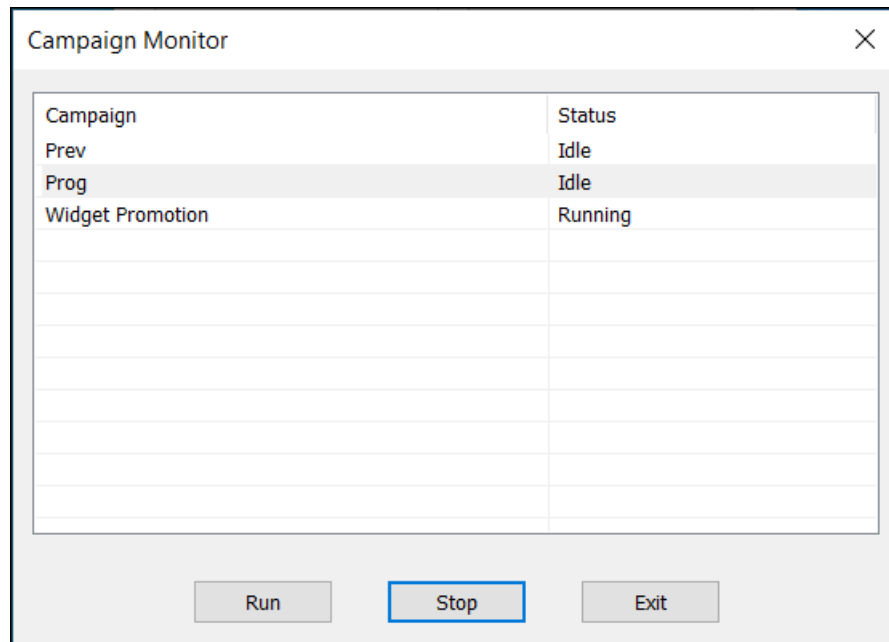 Campaign Monitor
Campaign Status
Prev Idle
Prog Idle
Widget Promotion Running
Run Stop Exit